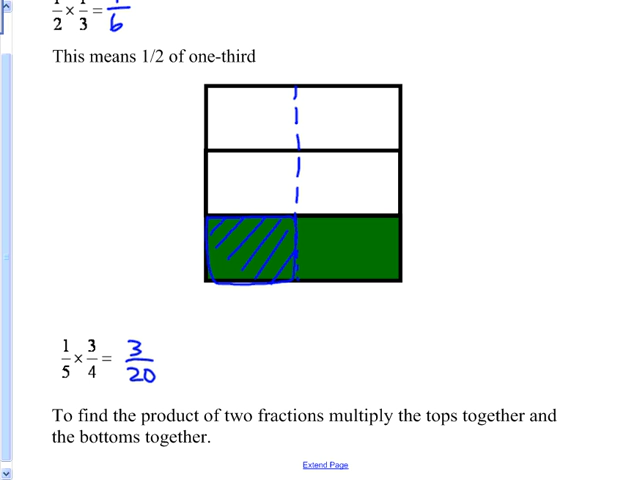 1/2 × 1/3 = 1/6
This means 1/2 of one-third
1/5 × 3/4 = 3/20
To find the product of two fractions multiply the tops together and
the bottoms together.
Extend Page